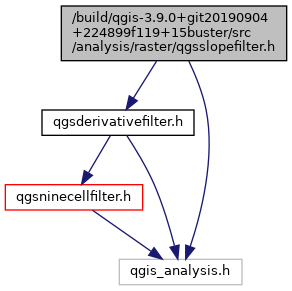 /build/qgis-3.9.0+git20190904
+224899f119+15buster/src
/analysis/raster/qgsslopefilter.h
qgsderivativefilter.h
qgsninecellfilter.h
qgis_analysis.h